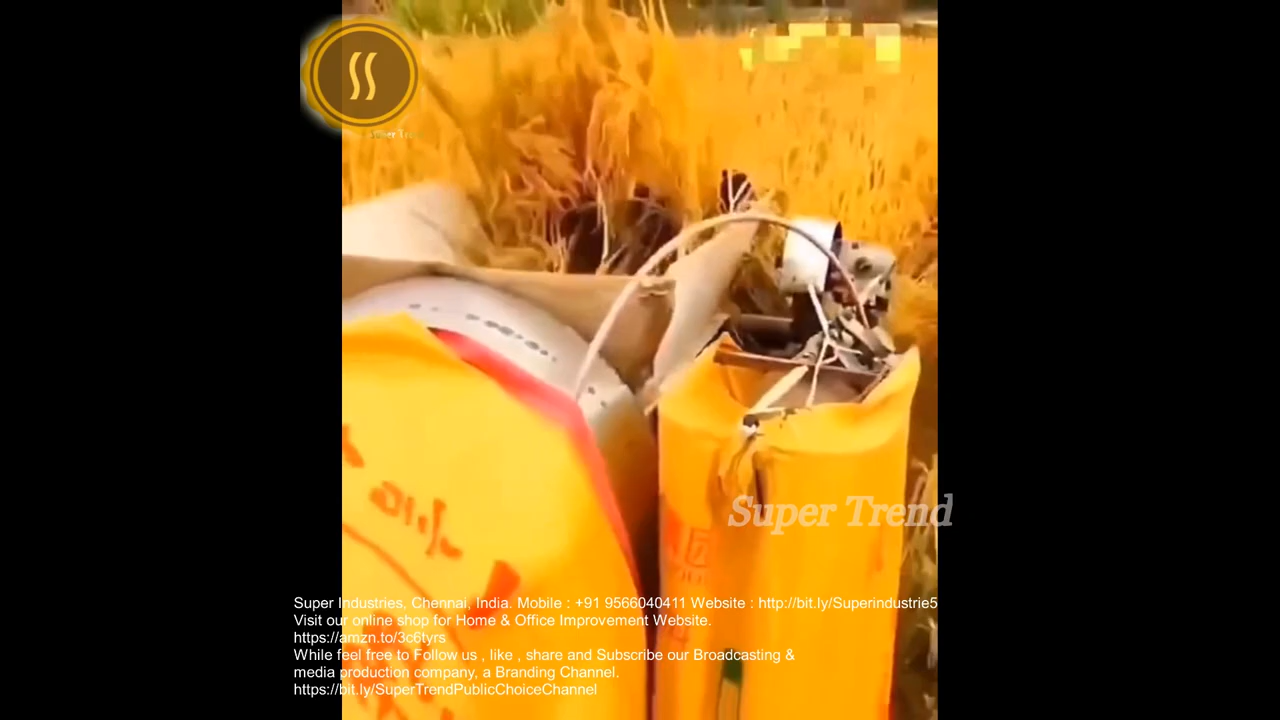 Super Trend
Super Industries, Chennai, India. Mobile : +91 9566040411 Website : http://bit.ly/Superindustrie5
Visit our online shop for Home & Office Improvement Website.
https://amzn.to/3c6tyrs
While feel free to Follow us , like , share and Subscribe our Broadcasting &
media production company, a Branding Channel.
https://bit.ly/SuperTrendPublicChoiceChannel